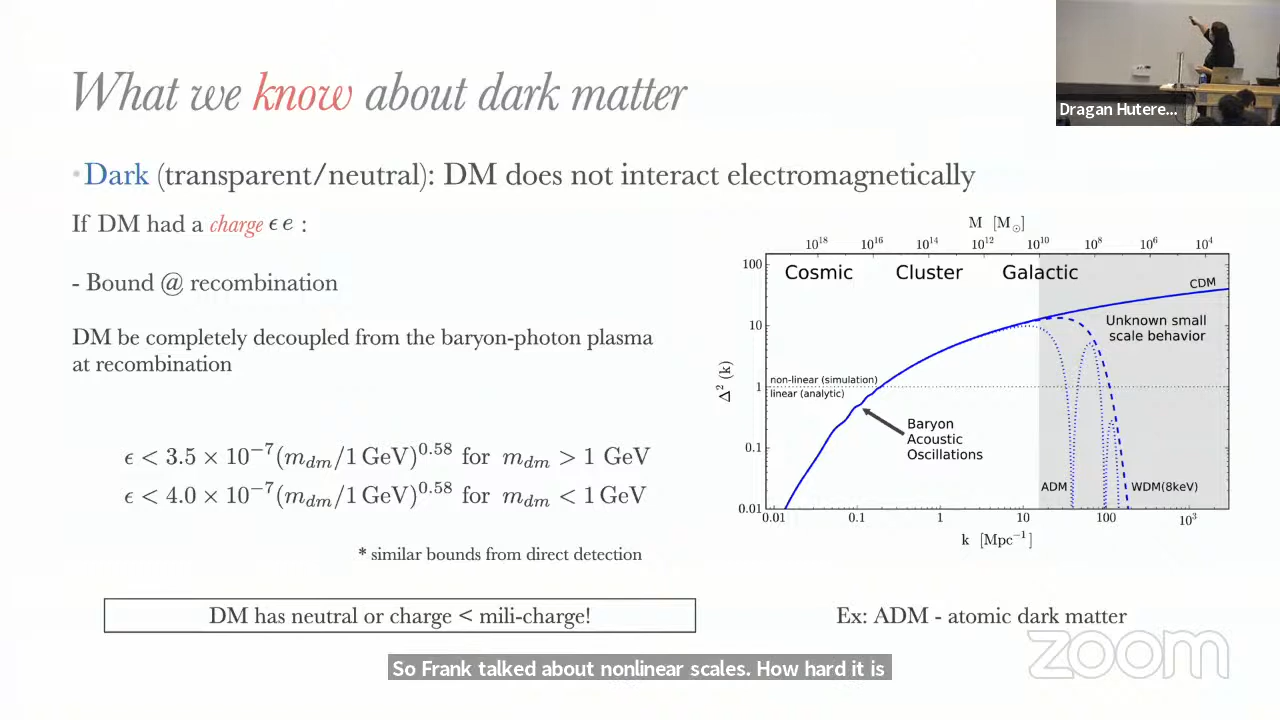 What we know about dark matter
Dragan Hutere...
• Dark (transparent/neutral): DM does not interact electromagnetically
If DM had a charge ϵ e :
- Bound @ recombination
DM be completely decoupled from the baryon-photon plasma
at recombination
ϵ < 3.5 × 10⁻⁷(m_dm/1 GeV)^0.58 for m_dm > 1 GeV
ϵ < 4.0 × 10⁻⁷(m_dm/1 GeV)^0.58 for m_dm < 1 GeV
* similar bounds from direct detection
DM has neutral or charge < mili-charge!
M [M☉]
10¹⁸ 10¹⁶ 10¹⁴ 10¹² 10¹⁰ 10⁸ 10⁶ 10⁴
Cosmic Cluster Galactic
CDM
Unknown small
scale behavior
non-linear (simulation)
linear (analytic)
Baryon
Acoustic
Oscillations
ADM
WDM(8keV)
Δ² (k)
100
10
1
0.1
0.01
0.01 0.1 1 10 100 10³
k [Mpc⁻¹]
Ex: ADM - atomic dark matter
zoom
So Frank talked about nonlinear scales. How hard it is